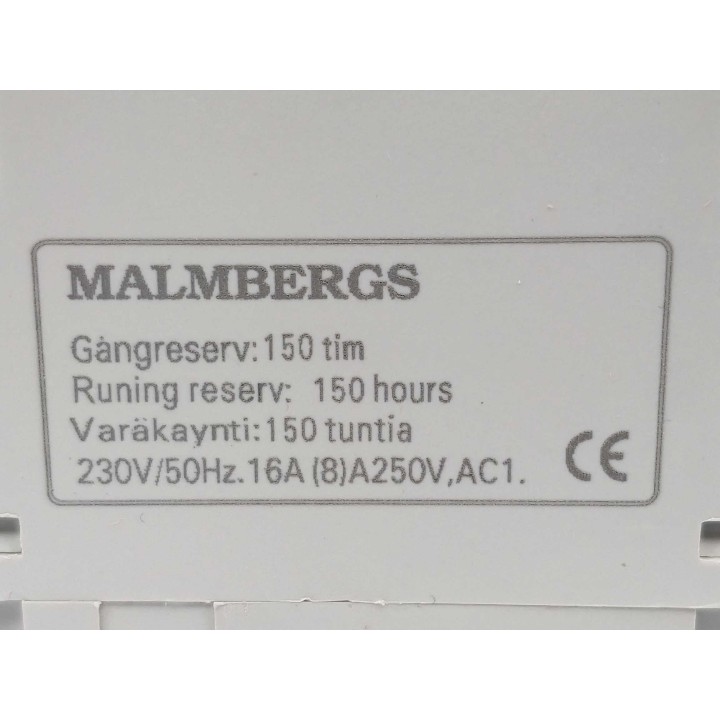 MALMBERGS
Gångreserv: 150 tim
Runing reserv: 150 hours
Varäkaynti: 150 tuntia
230V/50Hz. 16A (8)A250V,AC1.
CE